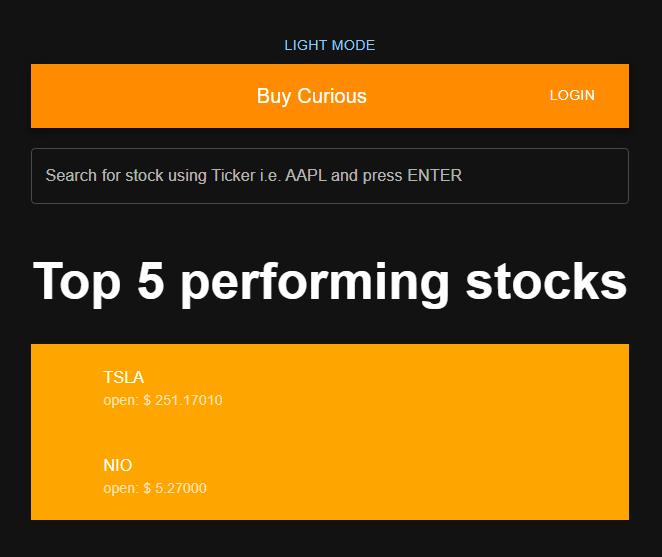 LIGHT MODE
Buy Curious
LOGIN
Search for stock using Ticker i.e. AAPL and press ENTER
Top 5 performing stocks
TSLA
open: $ 251.17010
NIO
open: $ 5.27000